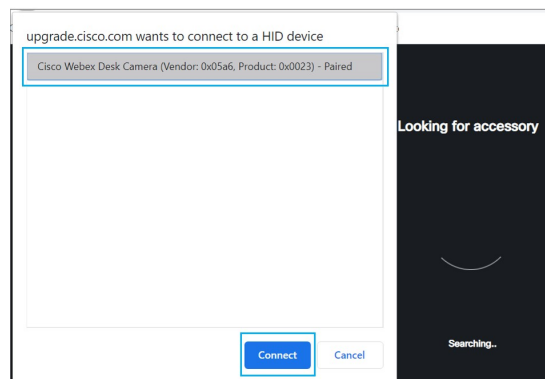 upgrade.cisco.com wants to connect to a HID device
Cisco Webex Desk Camera (Vendor: 0x05a6, Product: 0x0023) - Paired
Looking for accessory
Searching..
Connect
Cancel